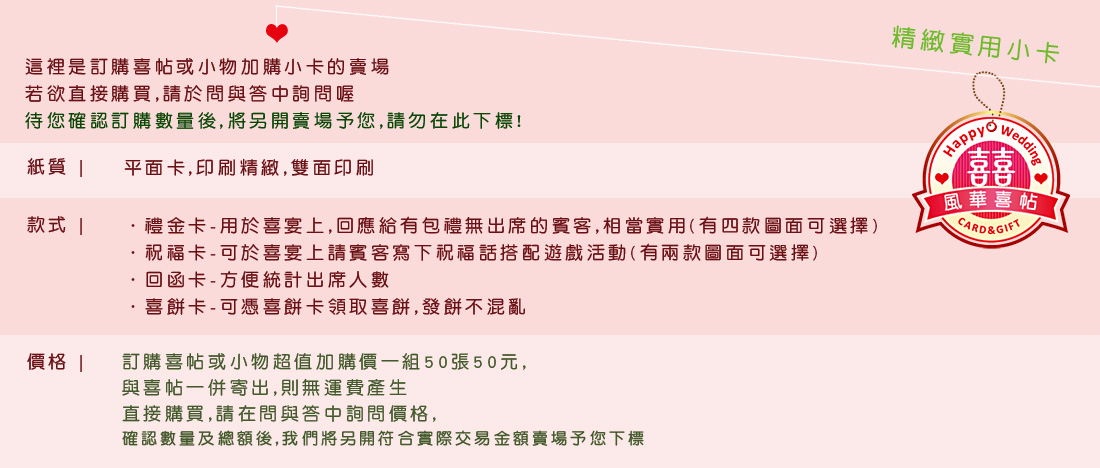 精緻實用小卡
這裡是訂購喜帖或小物加購小卡的賣場
若欲直接購買,請於問與答中詢問喔
待您確認訂購數量後,將另開賣場予您,請勿在此下標!
Happy Wedding
囍
風華喜帖
CARD&GIFT
紙質 | 平面卡,印刷精緻,雙面印刷
款式 | ‧禮金卡-用於喜宴上,回應給有包禮無出席的賓客,相當實用(有四款圖面可選擇)
‧祝福卡-可於喜宴上請賓客寫下祝福話搭配遊戲活動(有兩款圖面可選擇)
‧回函卡-方便統計出席人數
‧喜餅卡-可憑喜餅卡領取喜餅,發餅不混亂
價格 | 訂購喜帖或小物超值加購價一組50張50元,
與喜帖一併寄出,則無運費產生
直接購買,請在問與答中詢問價格,
確認數量及總額後,我們將另開符合實際交易金額賣場予您下標